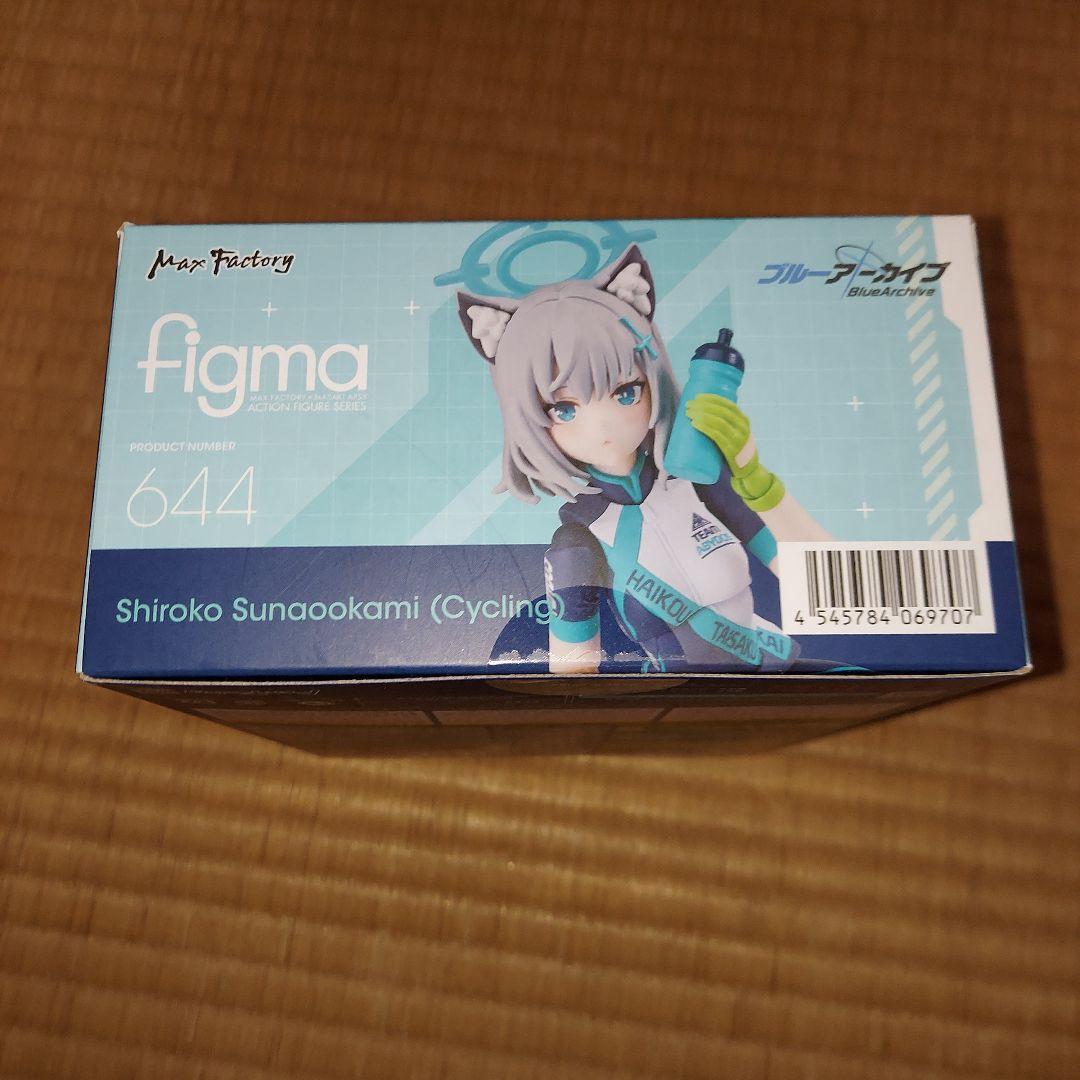 Max Factory
figma
MAX FACTORY × MASAKI APSY
ACTION FIGURE SERIES
PRODUCT NUMBER
644
Shiroko Sunaookami (Cycling)
ブルーアーカイブ
BlueArchive
TEAM
ABYDOS
HAIKOU TAISAKU KAI
4 545784 069707